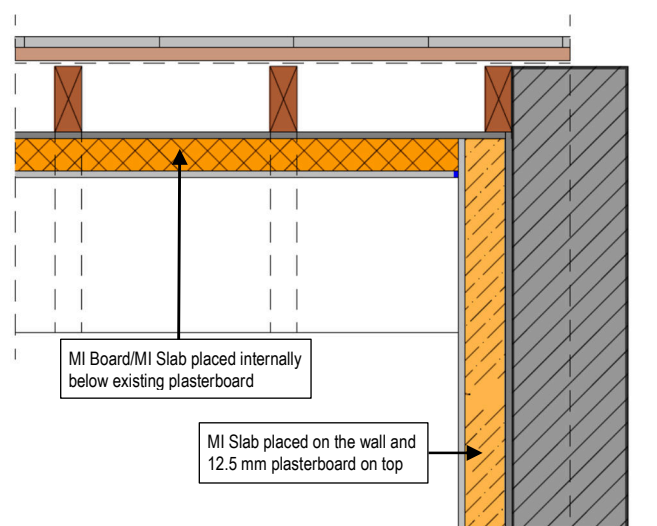 MI Board/MI Slab placed internally
below existing plasterboard
MI Slab placed on the wall and
12.5 mm plasterboard on top